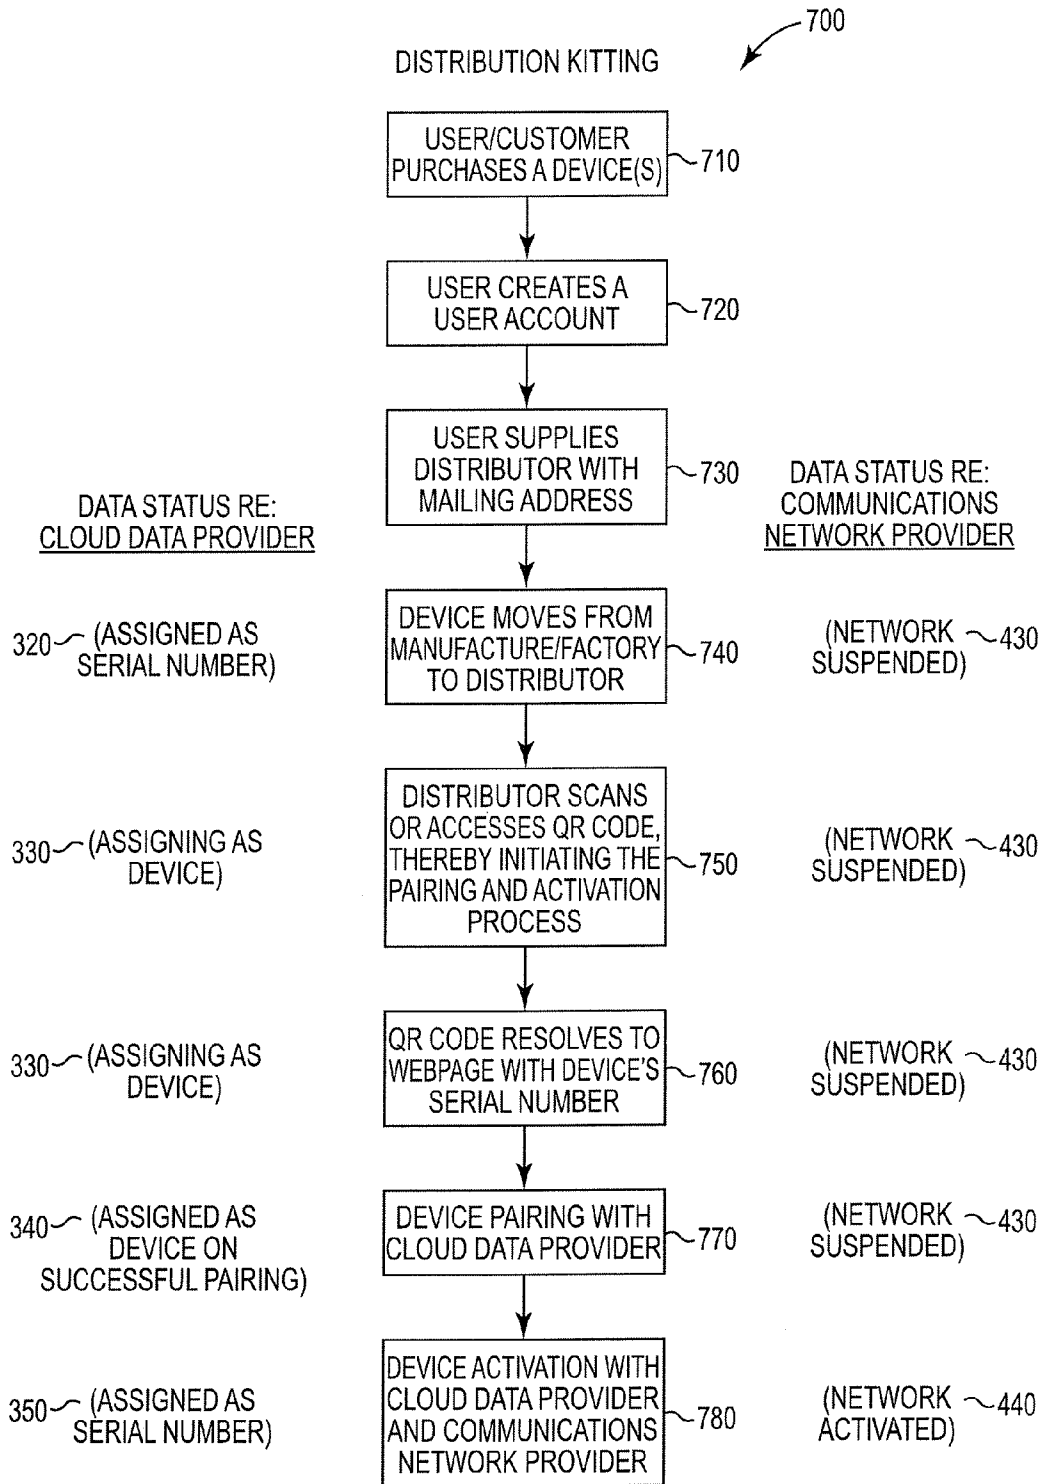 700
DISTRIBUTION KITTING
USER/CUSTOMER
PURCHASES A DEVICE(S)
710
USER CREATES A
USER ACCOUNT
720
USER SUPPLIES
DISTRIBUTOR WITH
MAILING ADDRESS
730
DATA STATUS RE:
CLOUD DATA PROVIDER
DATA STATUS RE:
COMMUNICATIONS
NETWORK PROVIDER
320
(ASSIGNED AS
SERIAL NUMBER)
DEVICE MOVES FROM
MANUFACTURE/FACTORY
TO DISTRIBUTOR
740
(NETWORK
SUSPENDED)
430
330
(ASSIGNING AS
DEVICE)
DISTRIBUTOR SCANS
OR ACCESSES QR CODE,
THEREBY INITIATING THE
PAIRING AND ACTIVATION
PROCESS
750
(NETWORK
SUSPENDED)
430
330
(ASSIGNING AS
DEVICE)
QR CODE RESOLVES TO
WEBPAGE WITH DEVICE'S
SERIAL NUMBER
760
(NETWORK
SUSPENDED)
430
340
(ASSIGNED AS
DEVICE ON
SUCCESSFUL PAIRING)
DEVICE PAIRING WITH
CLOUD DATA PROVIDER
770
(NETWORK
SUSPENDED)
430
350
(ASSIGNED AS
SERIAL NUMBER)
DEVICE ACTIVATION WITH
CLOUD DATA PROVIDER
AND COMMUNICATIONS
NETWORK PROVIDER
780
(NETWORK
ACTIVATED)
440